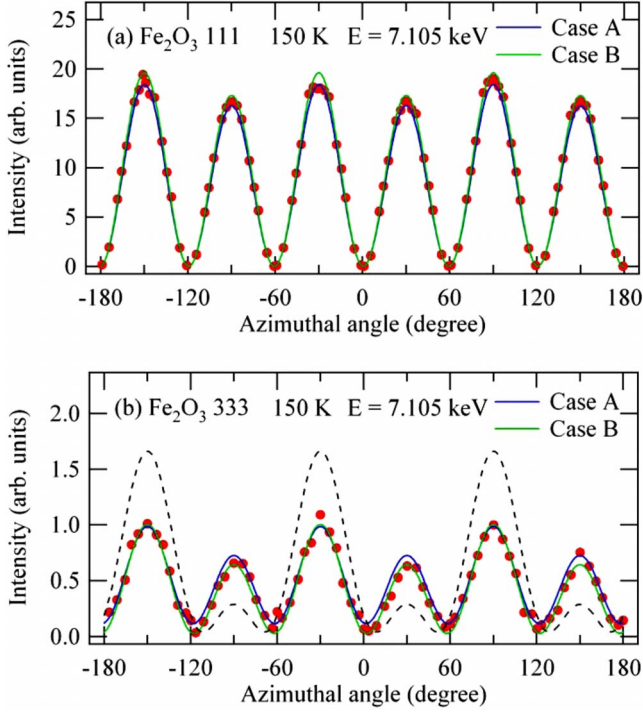 (a) Fe₂O₃ 111 150 K E = 7.105 keV
Case A
Case B
25
20
15
10
5
0
Intensity (arb. units)
-180 -120 -60 0 60 120 180
Azimuthal angle (degree)
(b) Fe₂O₃ 333 150 K E = 7.105 keV
Case A
Case B
2.0
1.5
1.0
0.5
0.0
Intensity (arb. units)
-180 -120 -60 0 60 120 180
Azimuthal angle (degree)